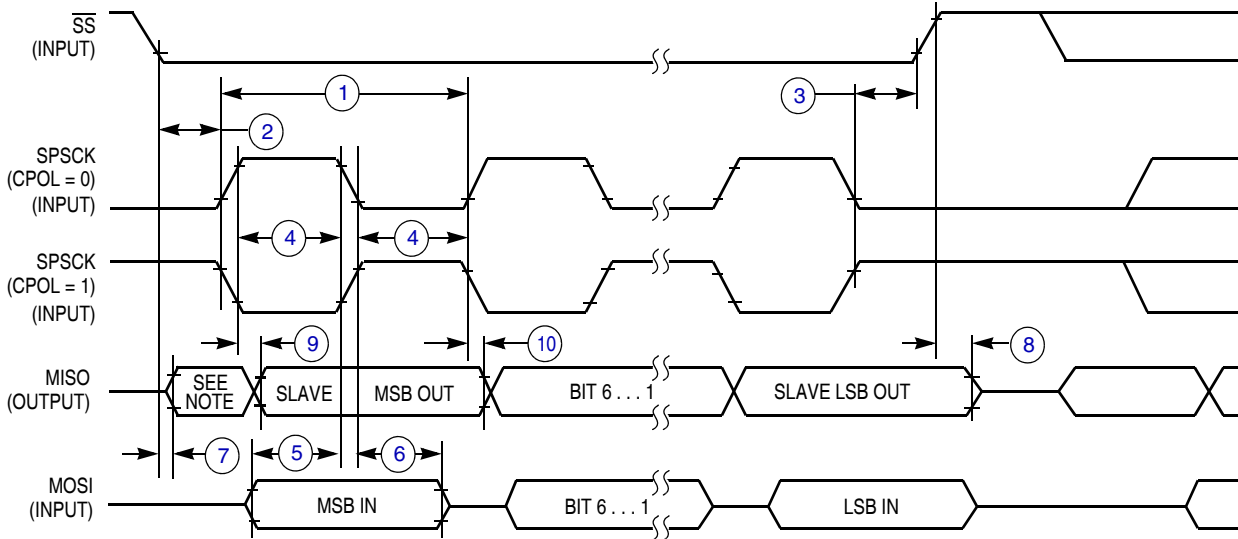 SS
(INPUT)
1
3
2
SPSCK
(CPOL = 0)
(INPUT)
4
4
SPSCK
(CPOL = 1)
(INPUT)
9
10
8
MISO
(OUTPUT)
SEE
NOTE
SLAVE
MSB OUT
BIT 6 . . . 1
SLAVE LSB OUT
7
5
6
MOSI
(INPUT)
MSB IN
BIT 6 . . . 1
LSB IN